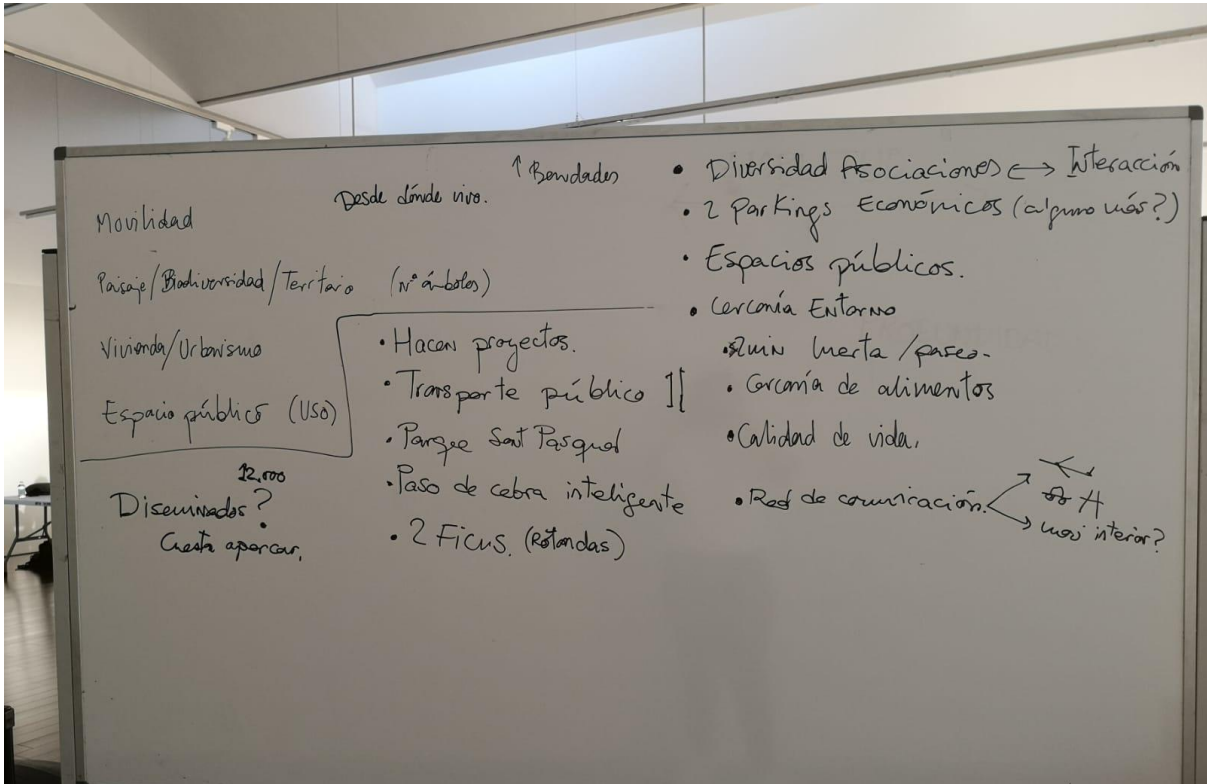 ↑ Bondades
Desde dónde vivo.
Movilidad
Paisaje/Biodiversidad/Territorio (nº árboles)
Vivienda/Urbanismo
Espacio público (USO)
12.000
Diseminados?
Cuesta aparcar.
• Hacen proyectos.
• Transporte público
• Parque Sant Pasqual
• Paso de cebra inteligente
• 2 Ficus. (Rotondas)
• Diversidad Asociaciones ↔ Interacción
• 2 Parkings Económicos (alguno más?)
• Espacios públicos.
• Cercanía Entorno
huerta/paseo.
• Cercanía de alimentos
• Calidad de vida.
• Red de comunicación.
interior?